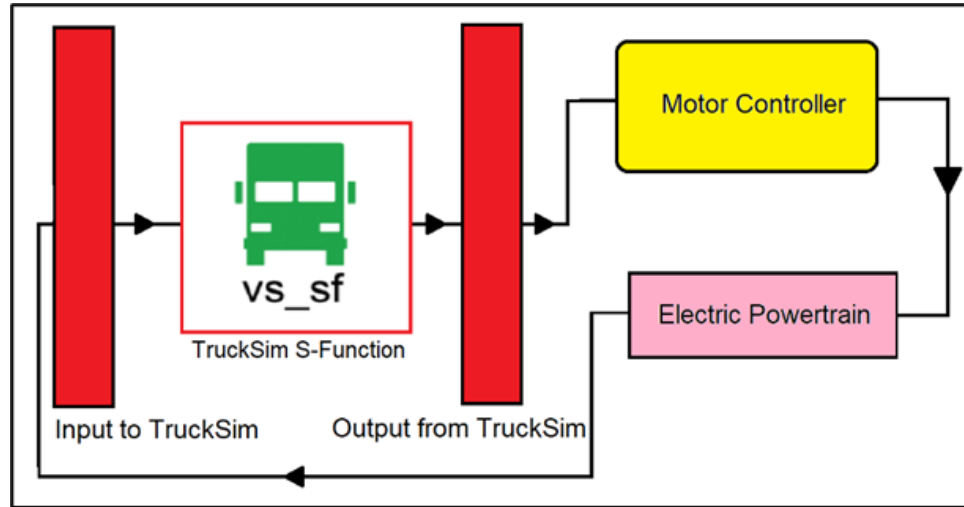 Motor Controller
vs_sf
Electric Powertrain
TruckSim S-Function
Input to TruckSim
Output from TruckSim